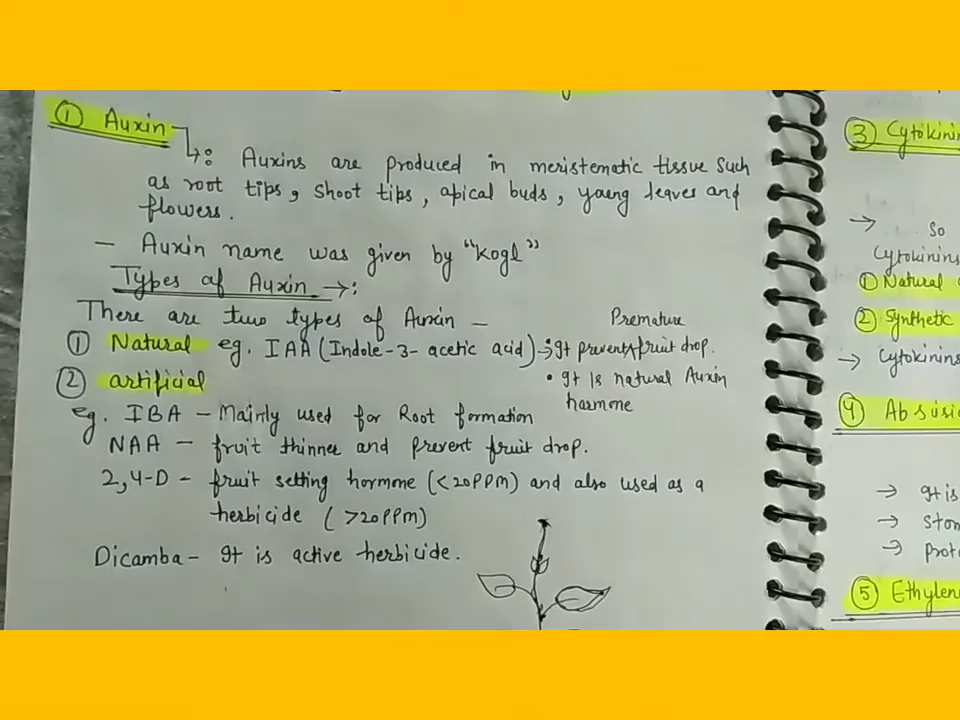 ① Auxin
↳: Auxins are produced in meristematic tissue such
as root tips, shoot tips, apical buds, young leaves and
flowers.
— Auxin name was given by "Kogl"
Types of Auxin →:
There are two types of Auxin —
Premature
① Natural eg. IAA (Indole-3-acetic acid) → • It prevent ^ fruit drop.
② artificial
• It is natural Auxin
hormone
eg. IBA – Mainly used for Root formation
NAA – fruit thinner and prevent fruit drop.
2,4-D – fruit setting hormone (<20PPM) and also used as a
herbicide (>20PPM)
Dicamba – It is active herbicide.
③ Cytokinin
→ So
Cytokinins
① Natural
② Synthetic
→ Cytokinins
④ Absisi
→ It is
→ Stom
→ Prote
⑤ Ethylene